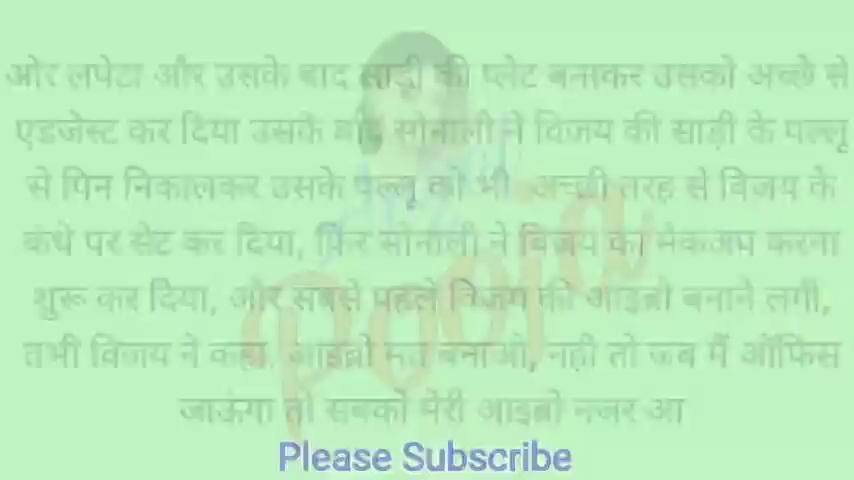 ओर लपेटा और उसके बाद साड़ी की प्लेट बनाकर उसको अच्छे से
एडजेस्ट कर दिया उसके बाद सोनाली ने विजय की साड़ी के पल्लू
से पिन निकालकर उसके पल्लू को भी अच्छी तरह से विजय के
कंधे पर सेट कर दिया, फिर सोनाली ने विजय का मेकअप करना
शुरू कर दिया, और सबसे पहले विजय की आइब्रो बनाने लगी,
तभी विजय ने कहा, आइब्रो मत बनाओ, नही तो जब मैं ऑफिस
जाऊंगा तो सबको मेरी आइब्रो नजर आ
Pooja
Please Subscribe